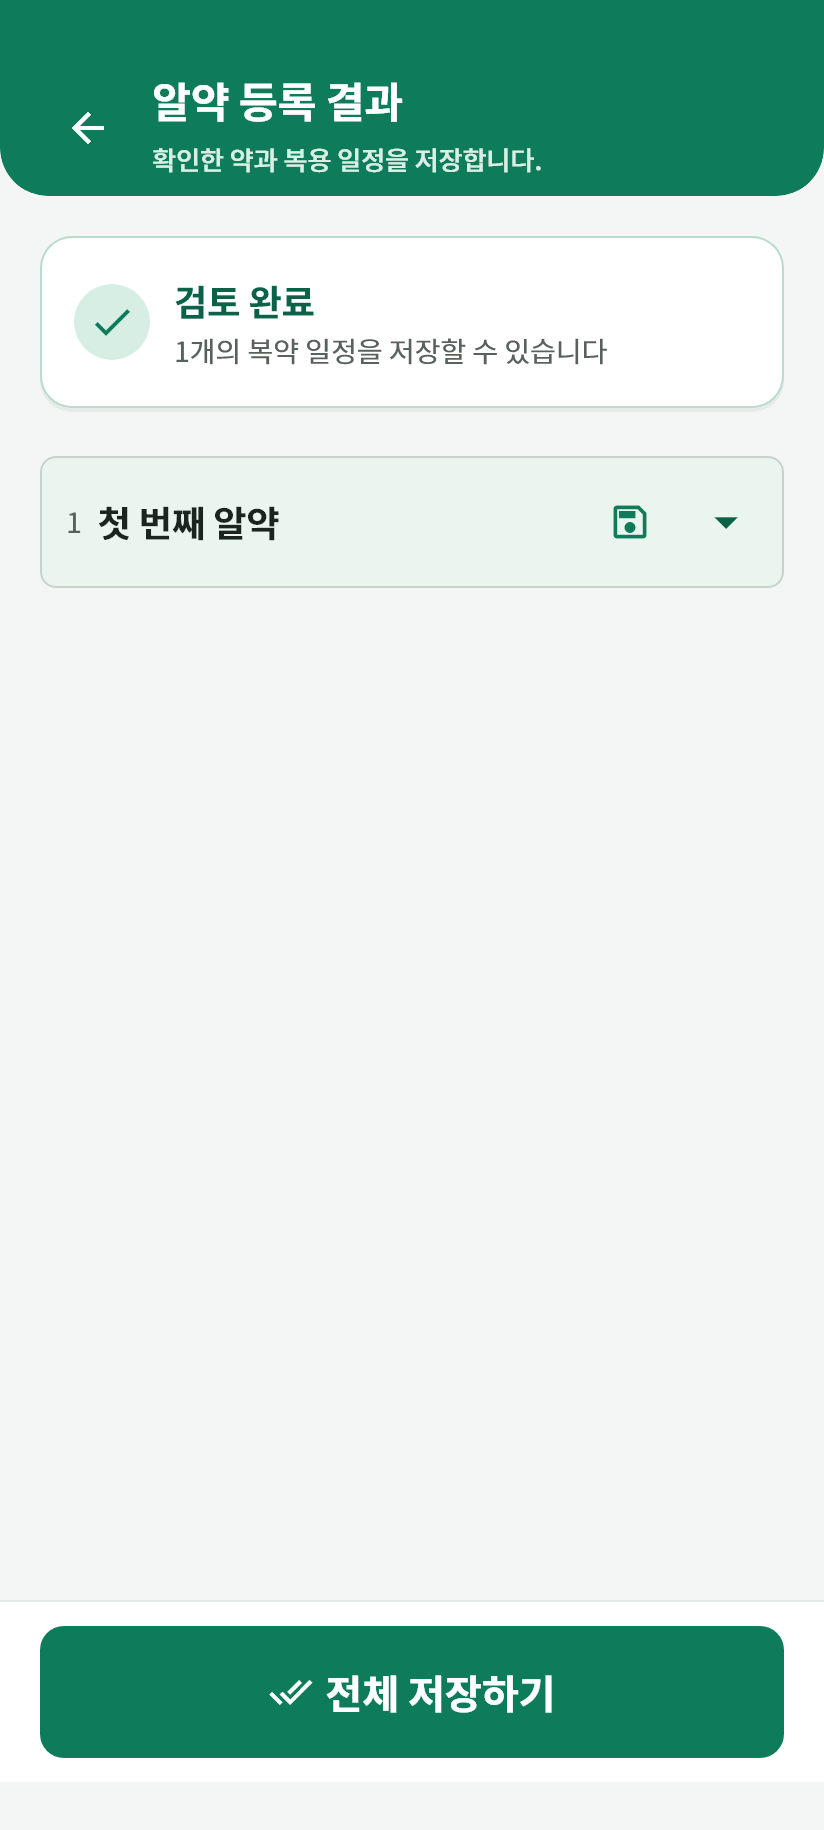 알약 등록 결과
확인한 약과 복용 일정을 저장합니다.
검토 완료
1개의 복약 일정을 저장할 수 있습니다
1 첫 번째 알약
전체 저장하기